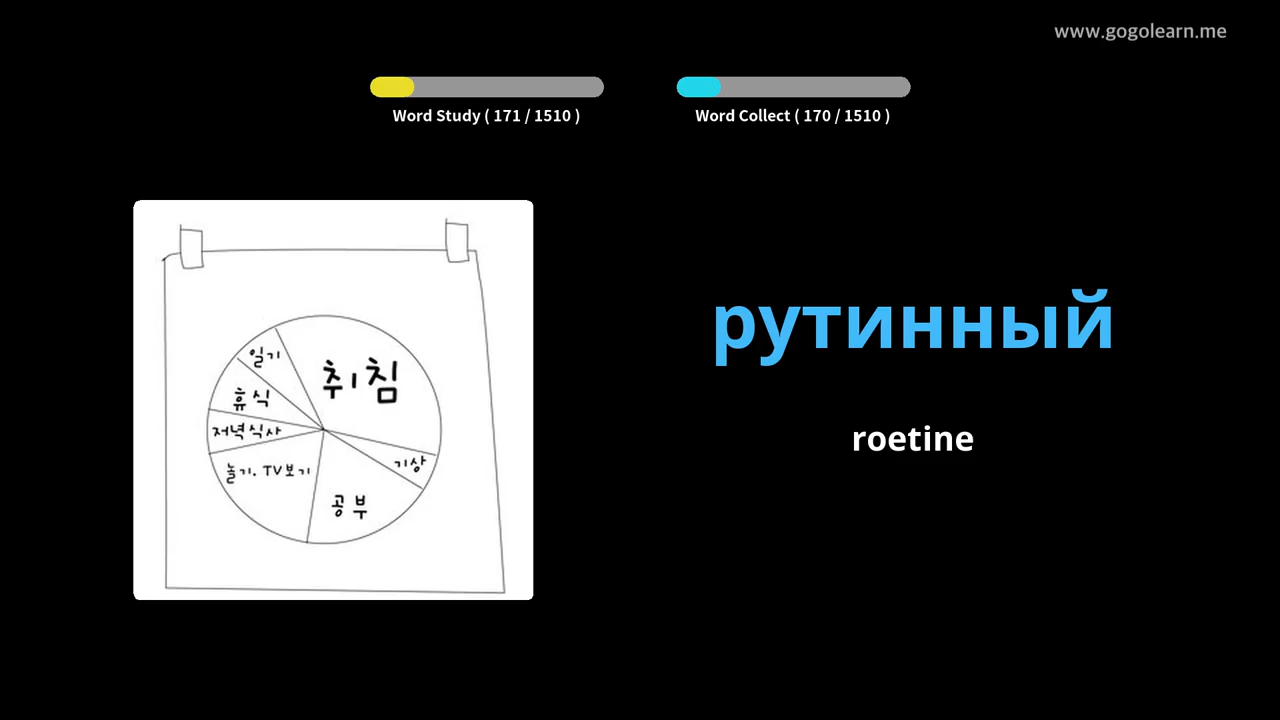 www.gogolearn.me
Word Study ( 171 / 1510 )
Word Collect ( 170 / 1510 )
일기
취침
휴식
저녁식사
놀기. TV보기
기상
공부
рутинный
roetine